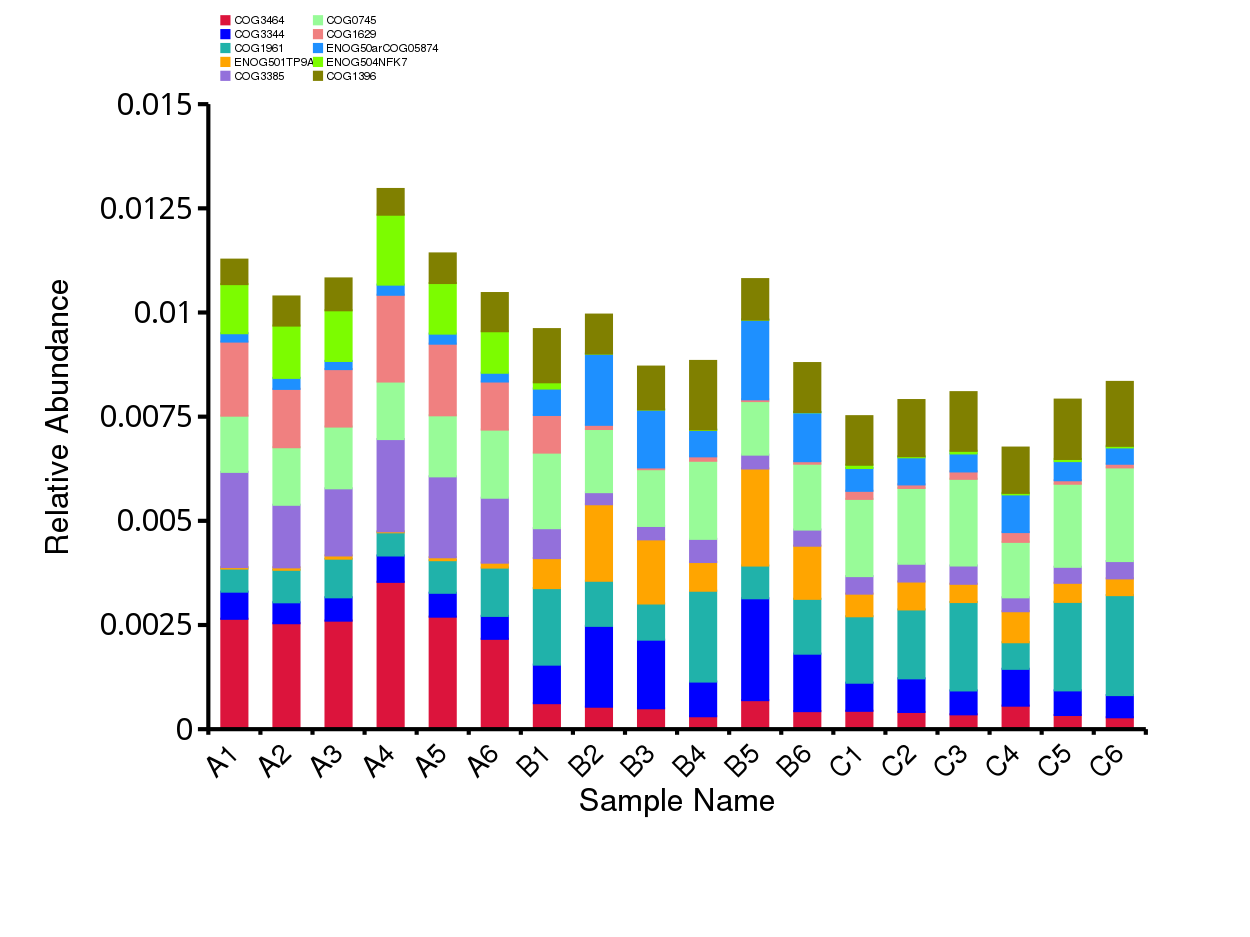 COG3464 COG0745
COG3344 COG1629
COG1961 ENOG50arCOG05874
ENOG501TP9A ENOG504NFK7
COG3385 COG1396
0.015
0.0125
0.01
0.0075
0.005
0.0025
0
Relative Abundance
A1 A2 A3 A4 A5 A6 B1 B2 B3 B4 B5 B6 C1 C2 C3 C4 C5 C6
Sample Name